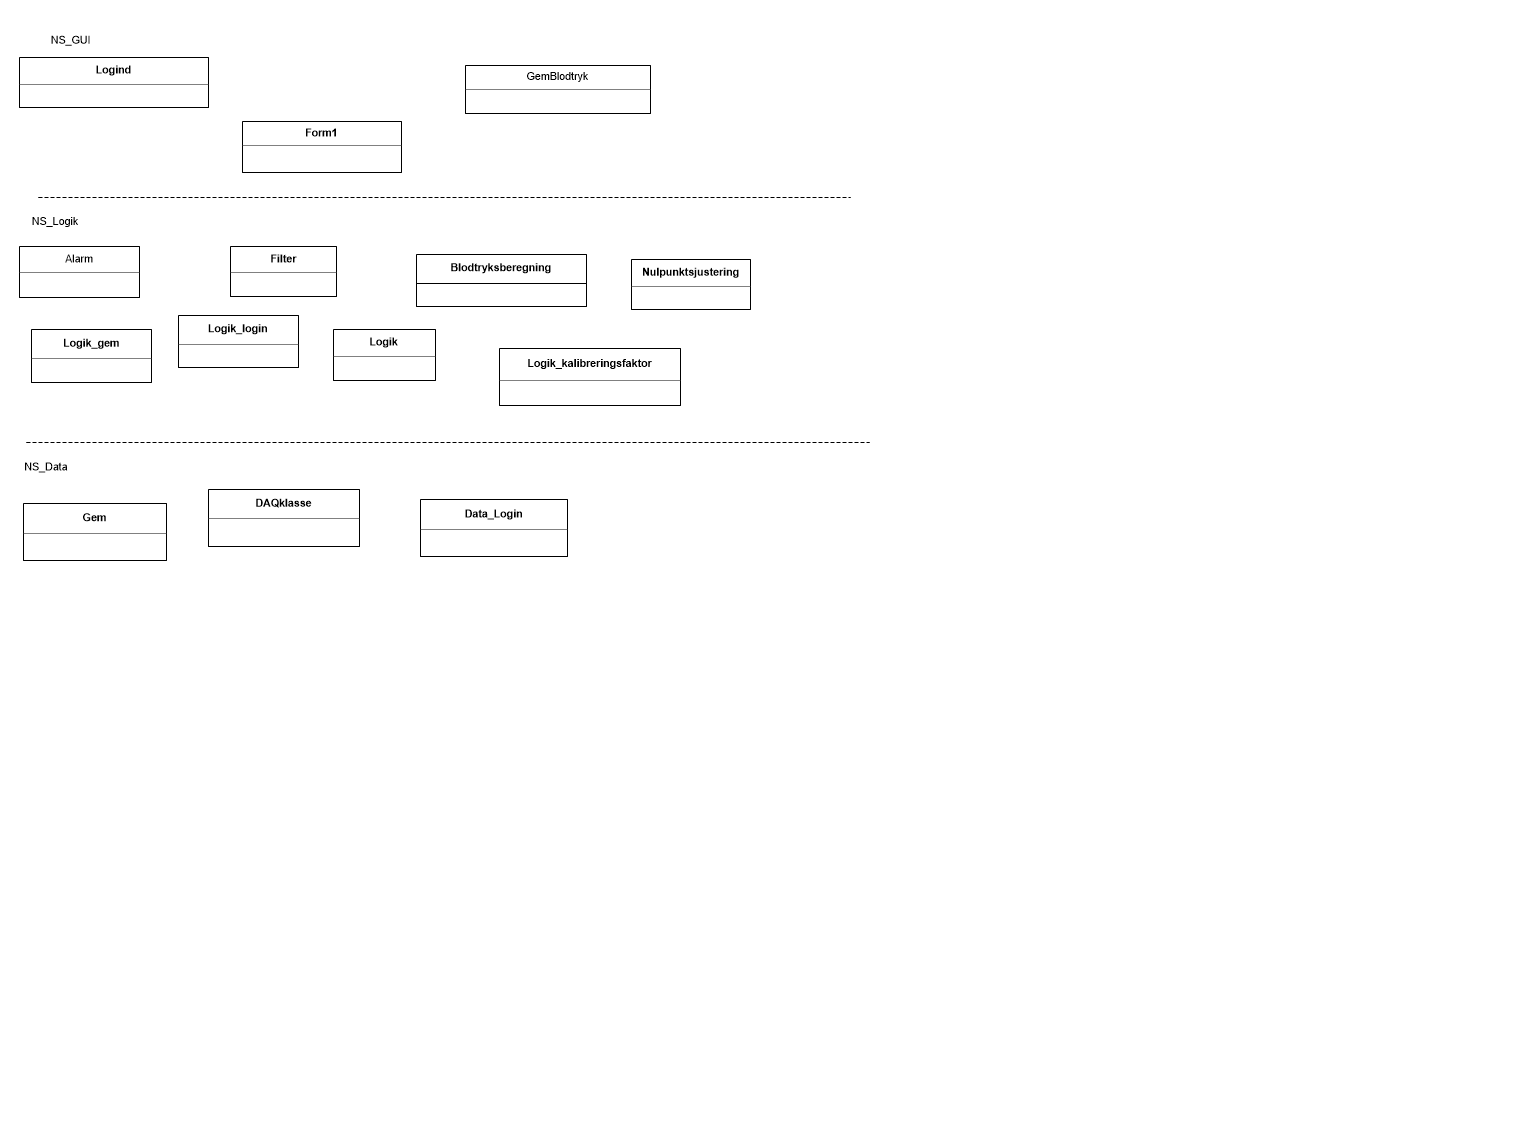 NS_GUI
Logind
GemBlodtryk
Form1
NS_Logik
Alarm
Filter
Blodtryksberegning
Nulpunktsjustering
Logik_gem
Logik_login
Logik
Logik_kalibreringsfaktor
NS_Data
Gem
DAQklasse
Data_Login